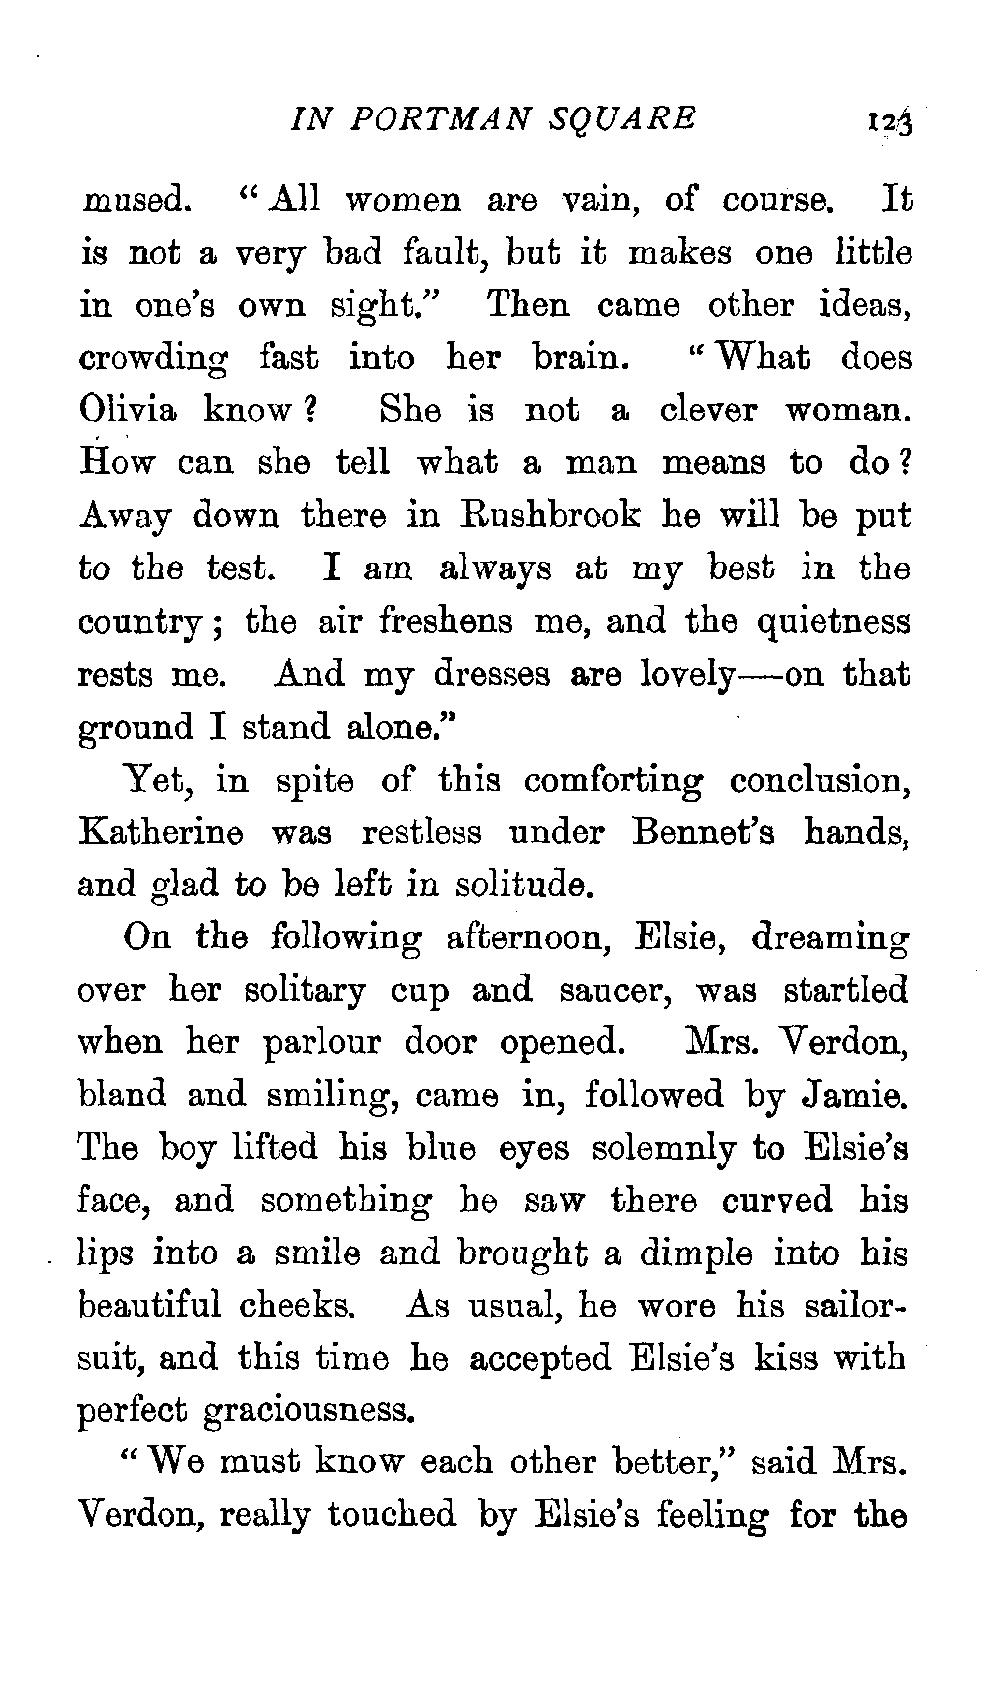 IN PORTMAN SQUARE 123
mused. “ All women are vain, of course. It
is not a very bad fault, but it makes one little
in one’s own sight.” Then came other ideas,
crowding fast into her brain. “ What does
Olivia know ? She is not a clever woman.
How can she tell what a man means to do ?
Away down there in Rushbrook he will be put
to the test. I am always at my best in the
country ; the air freshens me, and the quietness
rests me. And my dresses are lovely—on that
ground I stand alone.”
Yet, in spite of this comforting conclusion,
Katherine was restless under Bennet’s hands,
and glad to be left in solitude.
On the following afternoon, Elsie, dreaming
over her solitary cup and saucer, was startled
when her parlour door opened. Mrs. Verdon,
bland and smiling, came in, followed by Jamie.
The boy lifted his blue eyes solemnly to Elsie’s
face, and something he saw there curved his
lips into a smile and brought a dimple into his
beautiful cheeks. As usual, he wore his sailor-
suit, and this time he accepted Elsie’s kiss with
perfect graciousness.
“ We must know each other better,” said Mrs.
Verdon, really touched by Elsie’s feeling for the